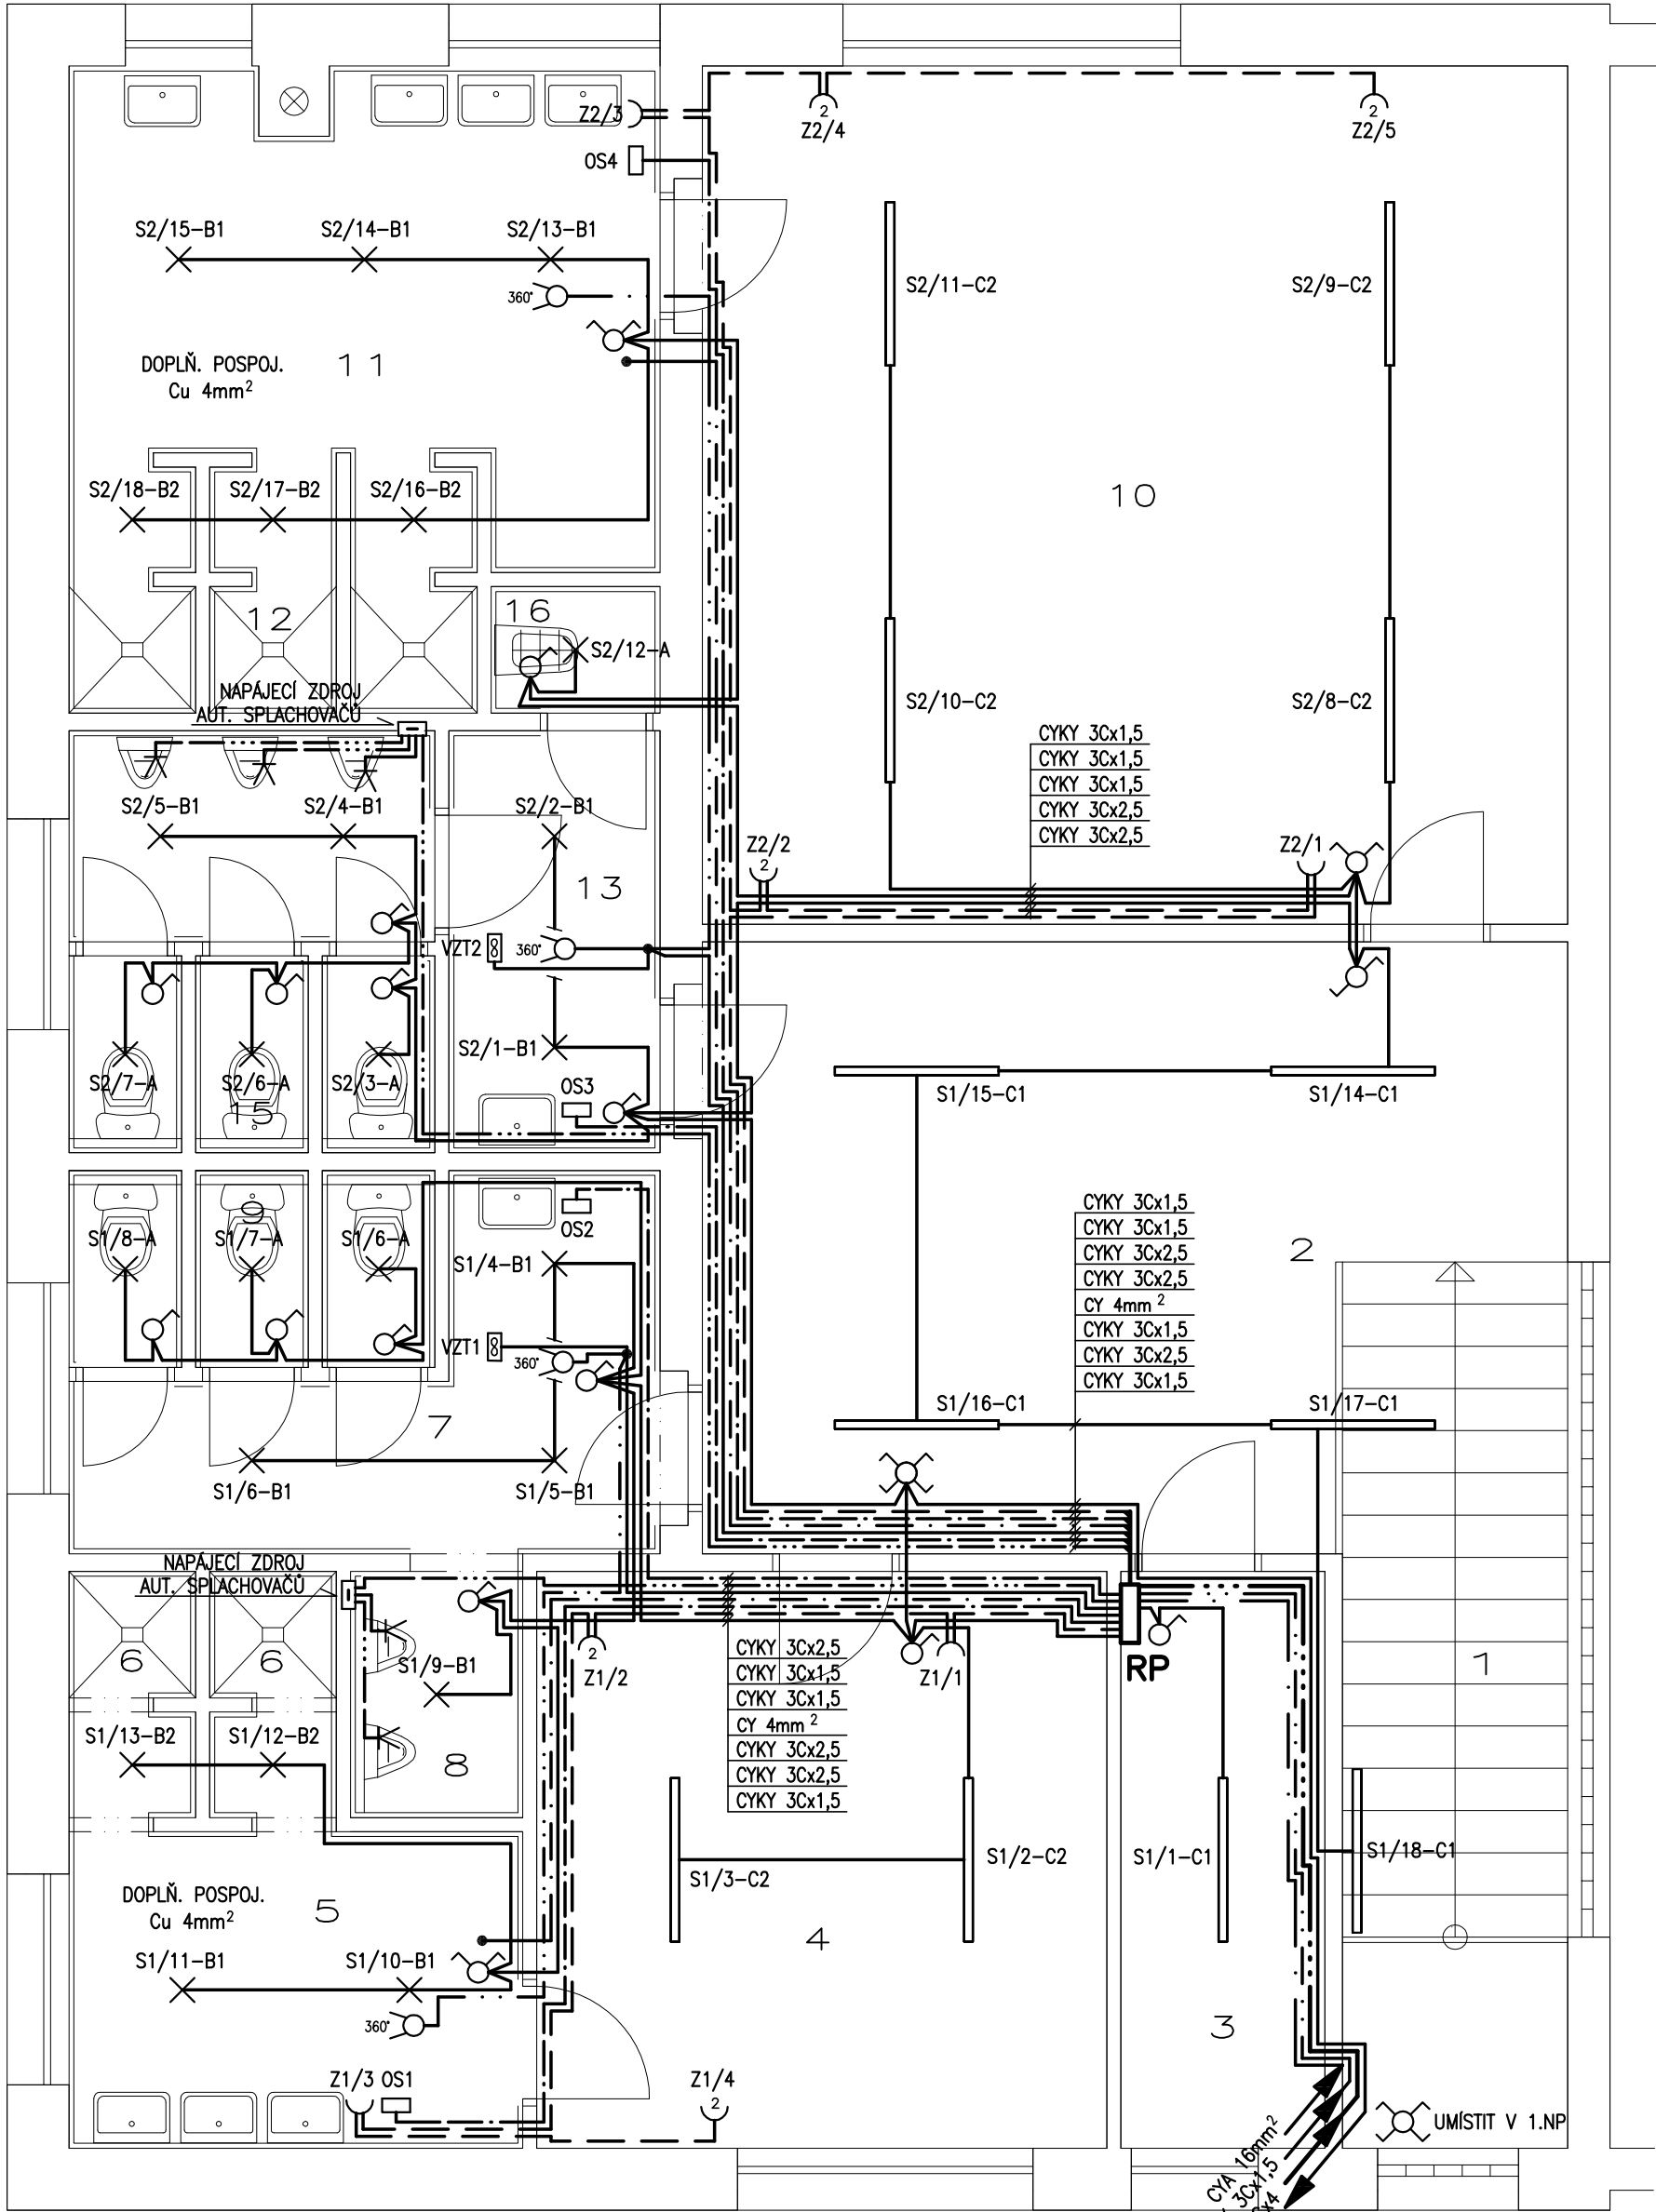 Z2/3
2
Z2/4
2
Z2/5
OS4
S2/15-B1
S2/14-B1
S2/13-B1
360°
S2/11-C2
S2/9-C2
DOPLŇ. POSPOJ.
Cu 4mm²
11
S2/18-B2
S2/17-B2
S2/16-B2
10
12
16
S2/12-A
NAPÁJECÍ ZDROJ
AUT. SPLACHOVAČŮ
S2/10-C2
S2/8-C2
CYKY 3Cx1,5
CYKY 3Cx1,5
CYKY 3Cx1,5
CYKY 3Cx2,5
CYKY 3Cx2,5
S2/5-B1
S2/4-B1
S2/2-B1
Z2/2
2
Z2/1
13
VZT2
360°
S2/1-B1
S2/7-A
S2/6-A
S2/3-A
15
OS3
S1/15-C1
S1/14-C1
9
S1/8-A
S1/7-A
S1/6-A
OS2
S1/4-B1
CYKY 3Cx1,5
CYKY 3Cx1,5
CYKY 3Cx2,5
CYKY 3Cx2,5
CY 4mm²
CYKY 3Cx1,5
CYKY 3Cx2,5
CYKY 3Cx1,5
2
VZT1
360°
7
S1/16-C1
S1/17-C1
S1/6-B1
S1/5-B1
NAPÁJECÍ ZDROJ
AUT. SPLACHOVAČŮ
6
6
S1/9-B1
2
Z1/2
CYKY 3Cx2,5
CYKY 3Cx1,5
CYKY 3Cx1,5
CY 4mm²
CYKY 3Cx2,5
CYKY 3Cx2,5
CYKY 3Cx1,5
Z1/1
RP
1
S1/13-B2
S1/12-B2
8
S1/3-C2
S1/2-C2
S1/1-C1
S1/18-C1
DOPLŇ. POSPOJ.
Cu 4mm²
5
4
S1/11-B1
S1/10-B1
360°
3
Z1/3
OS1
Z1/4
2
UMÍSTIT V 1.NP
CYA 16mm²
3Cx1,5